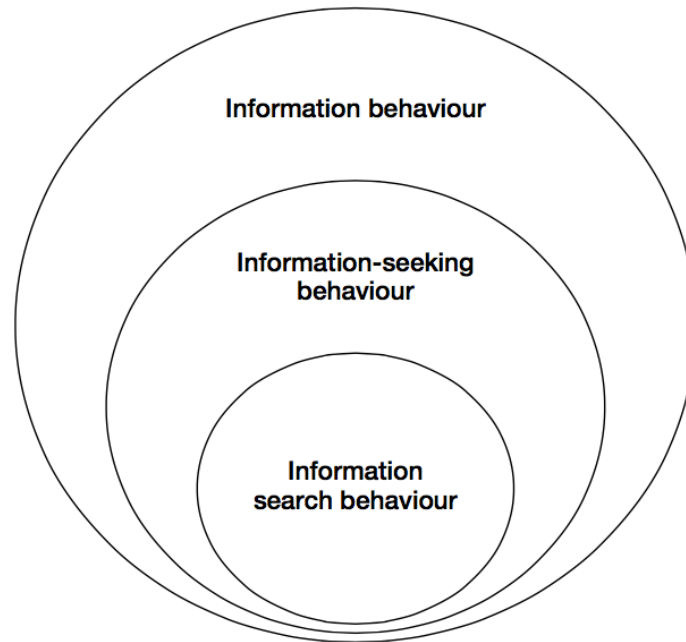 Information behaviour
Information-seeking
behaviour
Information
search behaviour